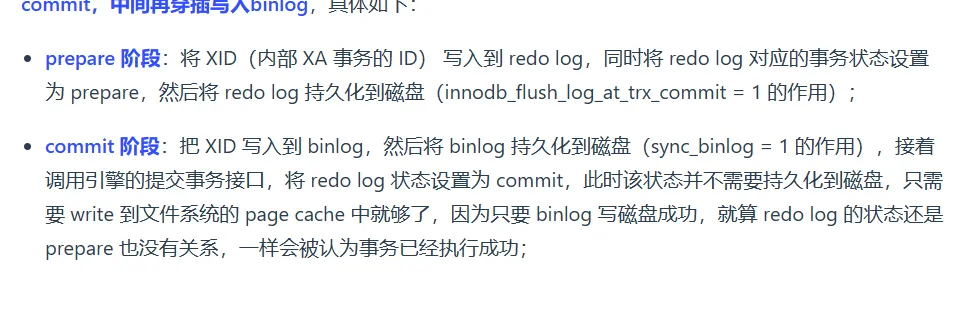 commit，中间再穿插写入binlog，具体如下：
prepare 阶段：将 XID（内部 XA 事务的 ID） 写入到 redo log，同时将 redo log 对应的事务状态设置
为 prepare，然后将 redo log 持久化到磁盘（innodb_flush_log_at_trx_commit = 1 的作用）；
commit 阶段：把 XID 写入到 binlog，然后将 binlog 持久化到磁盘（sync_binlog = 1 的作用），接着
调用引擎的提交事务接口，将 redo log 状态设置为 commit，此时该状态并不需要持久化到磁盘，只需
要 write 到文件系统的 page cache 中就够了，因为只要 binlog 写磁盘成功，就算 redo log 的状态还是
prepare 也没有关系，一样会被认为事务已经执行成功；